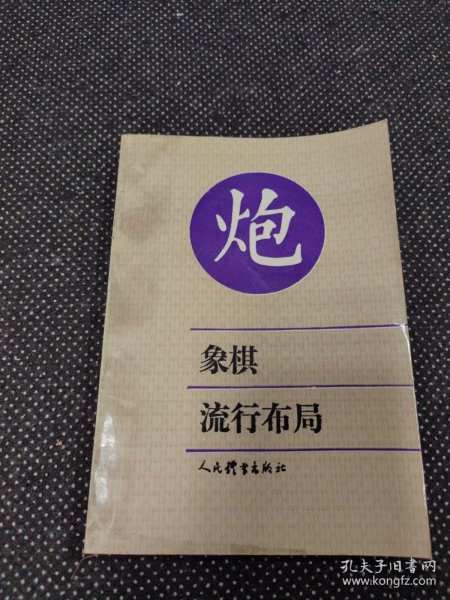 炮
象棋
流行布局
人民体育出版社
孔夫子旧书网
www.kongfz.com